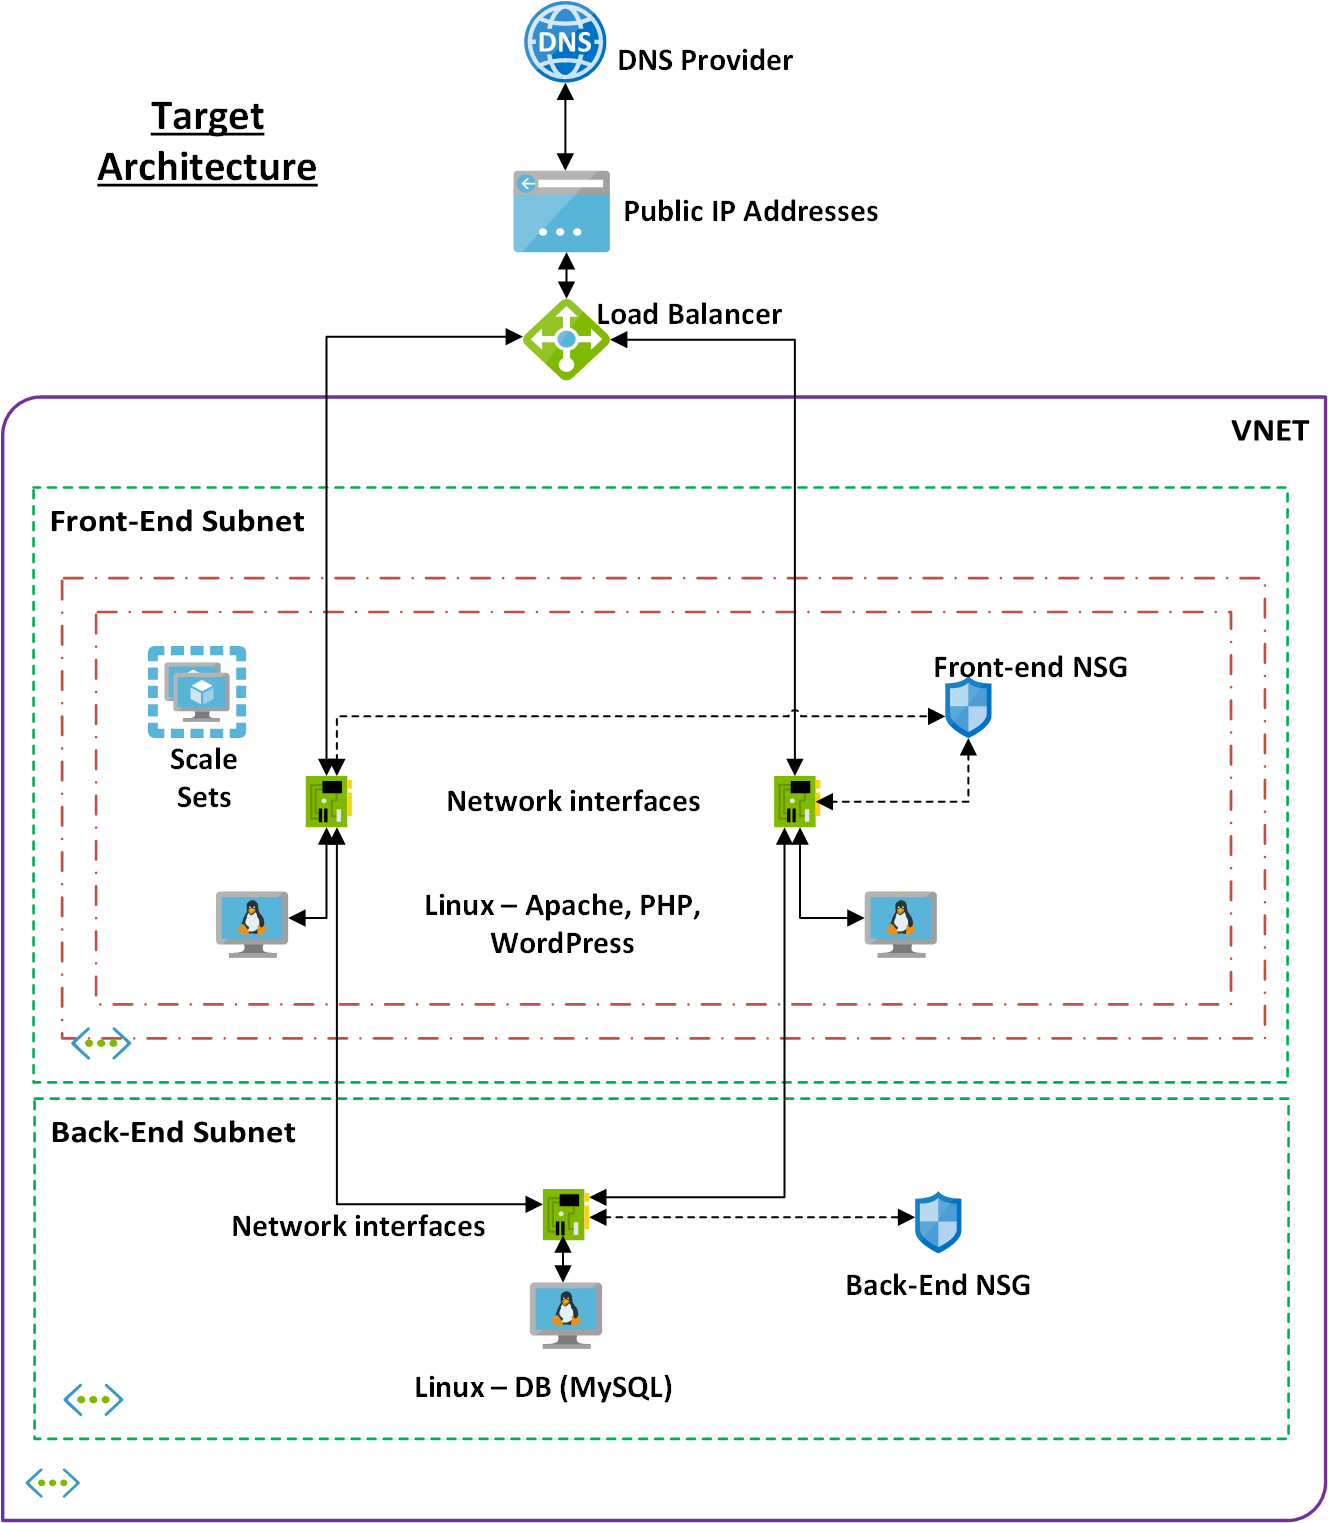 DNS
DNS Provider
Target
Architecture
Public IP Addresses
Load Balancer
VNET
Front-End Subnet
Front-end NSG
Scale
Sets
Network interfaces
Linux – Apache, PHP,
WordPress
Back-End Subnet
Network interfaces
Back-End NSG
Linux – DB (MySQL)